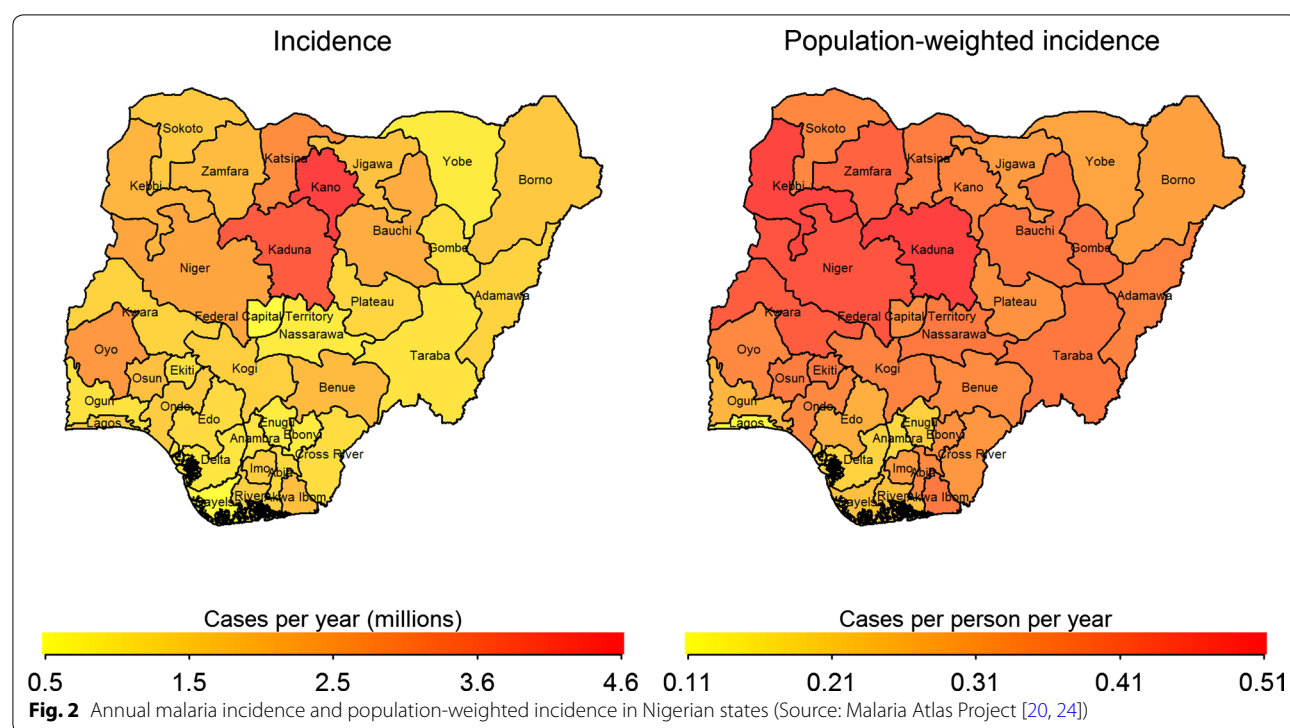 Incidence
Population-weighted incidence
Sokoto
Katsina
Jigawa
Yobe
Borno
Kebbi
Zamfara
Kano
Bauchi
Gombe
Kaduna
Niger
Adamawa
Plateau
Kwara
Federal Capital Territory
Nassarawa
Taraba
Oyo
Kogi
Osun
Ekiti
Benue
Ogun
Ondo
Edo
Lagos
Enugu
Anambra
Ebonyi
Cross River
Delta
Imo
Abia
Rivers
Akwa Ibom
Sokoto
Katsina
Jigawa
Yobe
Borno
Kebbi
Zamfara
Kano
Bauchi
Gombe
Kaduna
Niger
Adamawa
Plateau
Kwara
Federal Capital Territory
Nassarawa
Taraba
Oyo
Kogi
Osun
Ekiti
Benue
Ogun
Ondo
Edo
Lagos
Enugu
Anambra
Ebonyi
Cross River
Delta
Imo
Abia
Rivers
Akwa Ibom
Cases per year (millions)
0.5 1.5 2.5 3.6 4.6
Cases per person per year
0.11 0.21 0.31 0.41 0.51
Fig. 2 Annual malaria incidence and population-weighted incidence in Nigerian states (Source: Malaria Atlas Project [20, 24])